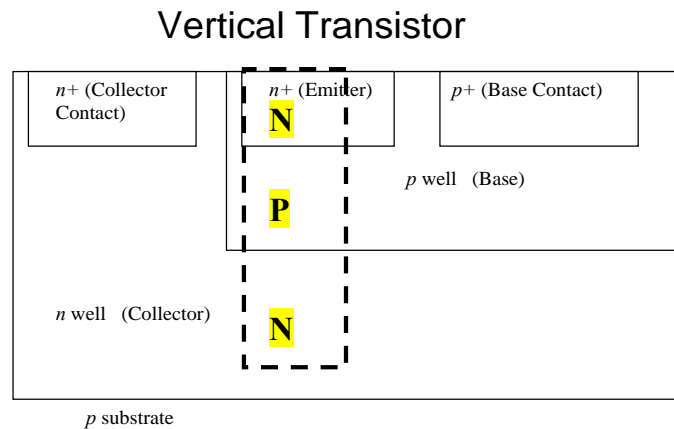 Vertical Transistor
n+ (Collector
Contact)
n+ (Emitter)
p+ (Base Contact)
N
p well (Base)
P
n well (Collector)
N
p substrate